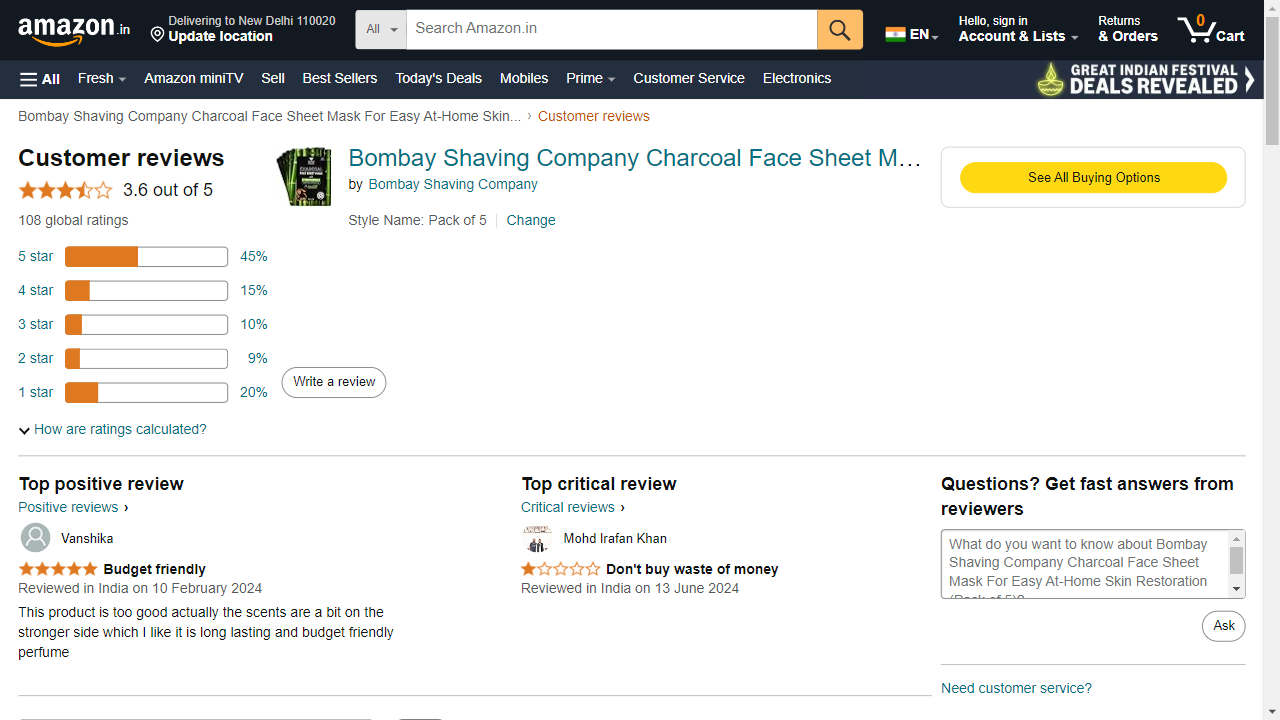 amazon.in
Delivering to New Delhi 110020
Update location
All
Search Amazon.in
EN
Hello, sign in
Account & Lists
Returns
& Orders
0
Cart
All
Fresh
Amazon miniTV
Sell
Best Sellers
Today's Deals
Mobiles
Prime
Customer Service
Electronics
GREAT INDIAN FESTIVAL
DEALS REVEALED
Bombay Shaving Company Charcoal Face Sheet Mask For Easy At-Home Skin... › Customer reviews
Customer reviews
3.6 out of 5
108 global ratings
5 star 45%
4 star 15%
3 star 10%
2 star 9%
1 star 20%
How are ratings calculated?
CHARCOAL
Bombay Shaving Company Charcoal Face Sheet M…
by Bombay Shaving Company
Style Name: Pack of 5 Change
Write a review
See All Buying Options
Top positive review
Positive reviews ›
Vanshika
Budget friendly
Reviewed in India on 10 February 2024
This product is too good actually the scents are a bit on the
stronger side which I like it is long lasting and budget friendly
perfume
Top critical review
Critical reviews ›
Mohd Irafan Khan
Don't buy waste of money
Reviewed in India on 13 June 2024
Questions? Get fast answers from
reviewers
What do you want to know about Bombay
Shaving Company Charcoal Face Sheet
Mask For Easy At-Home Skin Restoration
(Pack of 5)?
Ask
Need customer service?